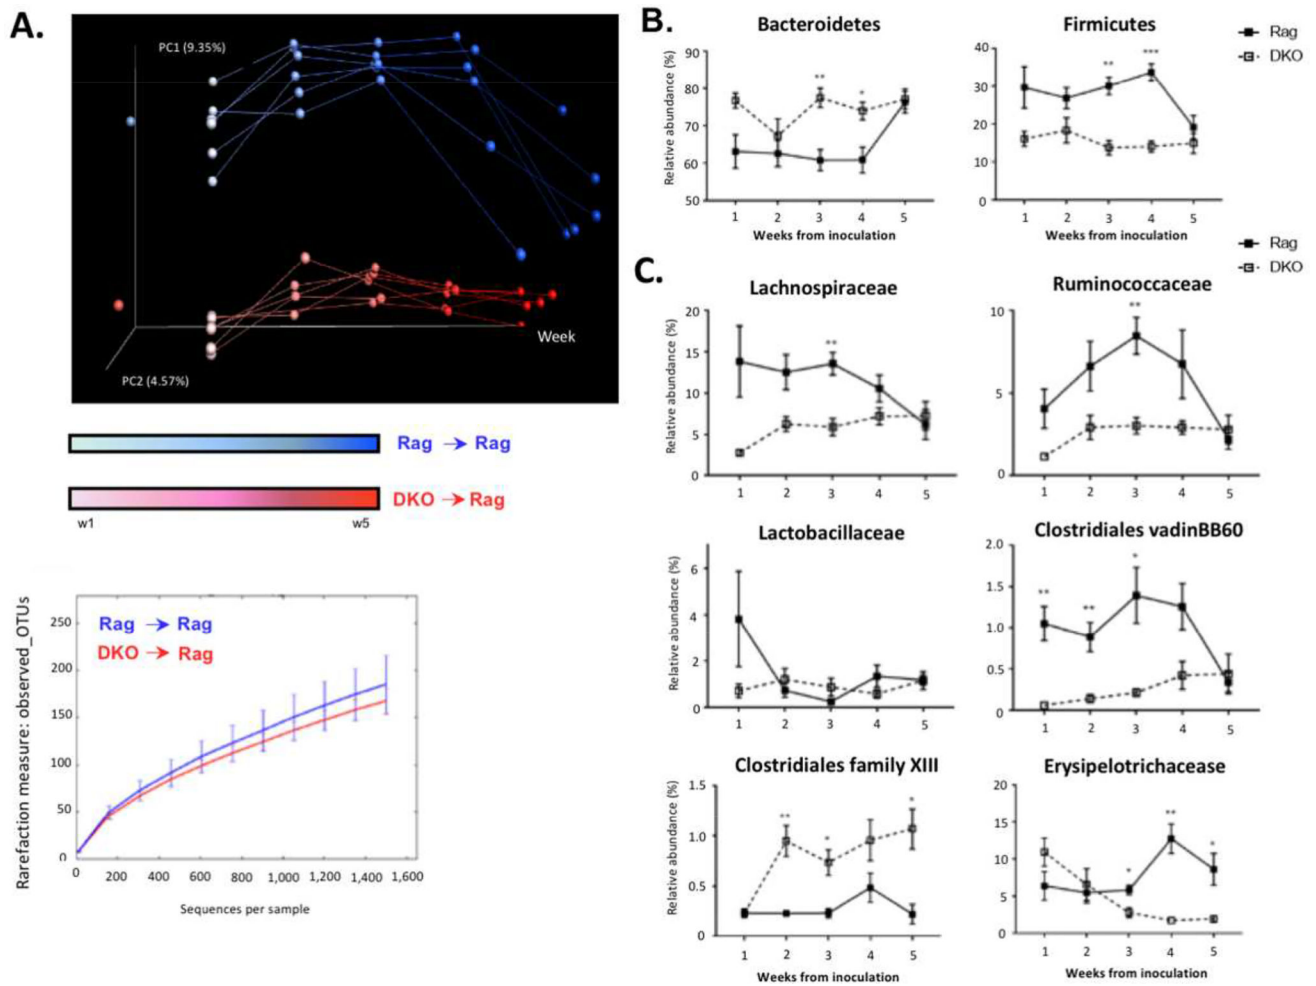 A.
PC1 (9.35%)
Week
PC2 (4.57%)
Rag → Rag
DKO → Rag
w1 w5
Rarefaction measure: observed_OTUs
250
200
150
100
50
0
Rag → Rag
DKO → Rag
0 200 400 600 800 1,000 1,200 1,400 1,600
Sequences per sample
B.
Bacteroidetes
Relative abundance (%)
90
80
70
60
50
** *
1 2 3 4 5
Weeks from inoculation
Firmicutes
40
30
20
10
0
** ***
1 2 3 4 5
Weeks from inoculation
Rag
DKO
C.
Rag
DKO
Lachnospiraceae
Relative abundance (%)
20
15
10
5
0
**
1 2 3 4 5
Ruminococcaceae
10
5
0
**
1 2 3 4 5
Lactobacillaceae
Relative abundance (%)
6
4
2
0
1 2 3 4 5
Clostridiales vadinBB60
2.0
1.5
1.0
0.5
0
** ** *
1 2 3 4 5
Clostridiales family XIII
Relative abundance (%)
1.5
1.0
0.5
0
** * *
1 2 3 4 5
Weeks from inoculation
Erysipelotrichacease
20
15
10
5
0
* ** *
1 2 3 4 5
Weeks from inoculation